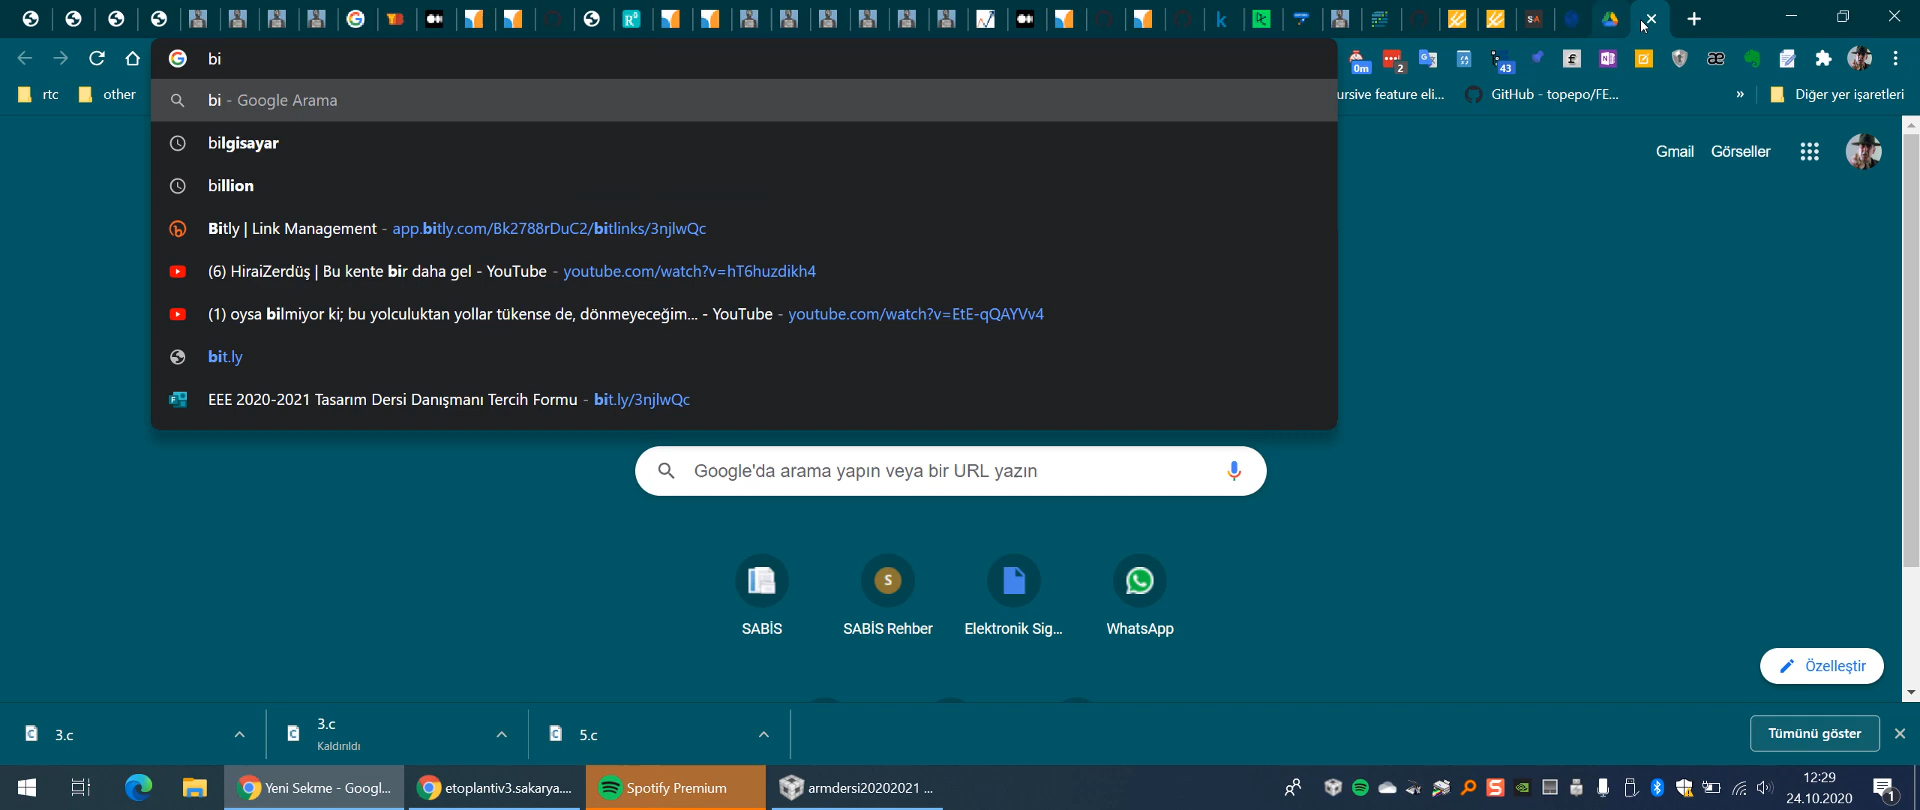 bi
0m
2
43
rtc
other
ursive feature eli...
GitHub - topepo/FE...
»
Diğer yer işaretleri
bi - Google Arama
bilgisayar
billion
Bitly | Link Management - app.bitly.com/Bk2788rDuC2/bitlinks/3njlwQc
(6) HiraiZerdüş | Bu kente bir daha gel - YouTube - youtube.com/watch?v=hT6huzdikh4
(1) oysa bilmiyor ki; bu yolculuktan yollar tükense de, dönmeyeceğim... - YouTube - youtube.com/watch?v=EtE-qQAYVv4
bit.ly
EEE 2020-2021 Tasarım Dersi Danışmanı Tercih Formu - bit.ly/3njlwQc
Gmail Görseller
Google'da arama yapın veya bir URL yazın
SABİS
SABİS Rehber
Elektronik Sig...
WhatsApp
Özelleştir
3.c
3.c
Kaldırıldı
5.c
Tümünü göster
Yeni Sekme - Googl...
etoplantiv3.sakarya....
Spotify Premium
armdersi20202021 ...
12:29
24.10.2020
1